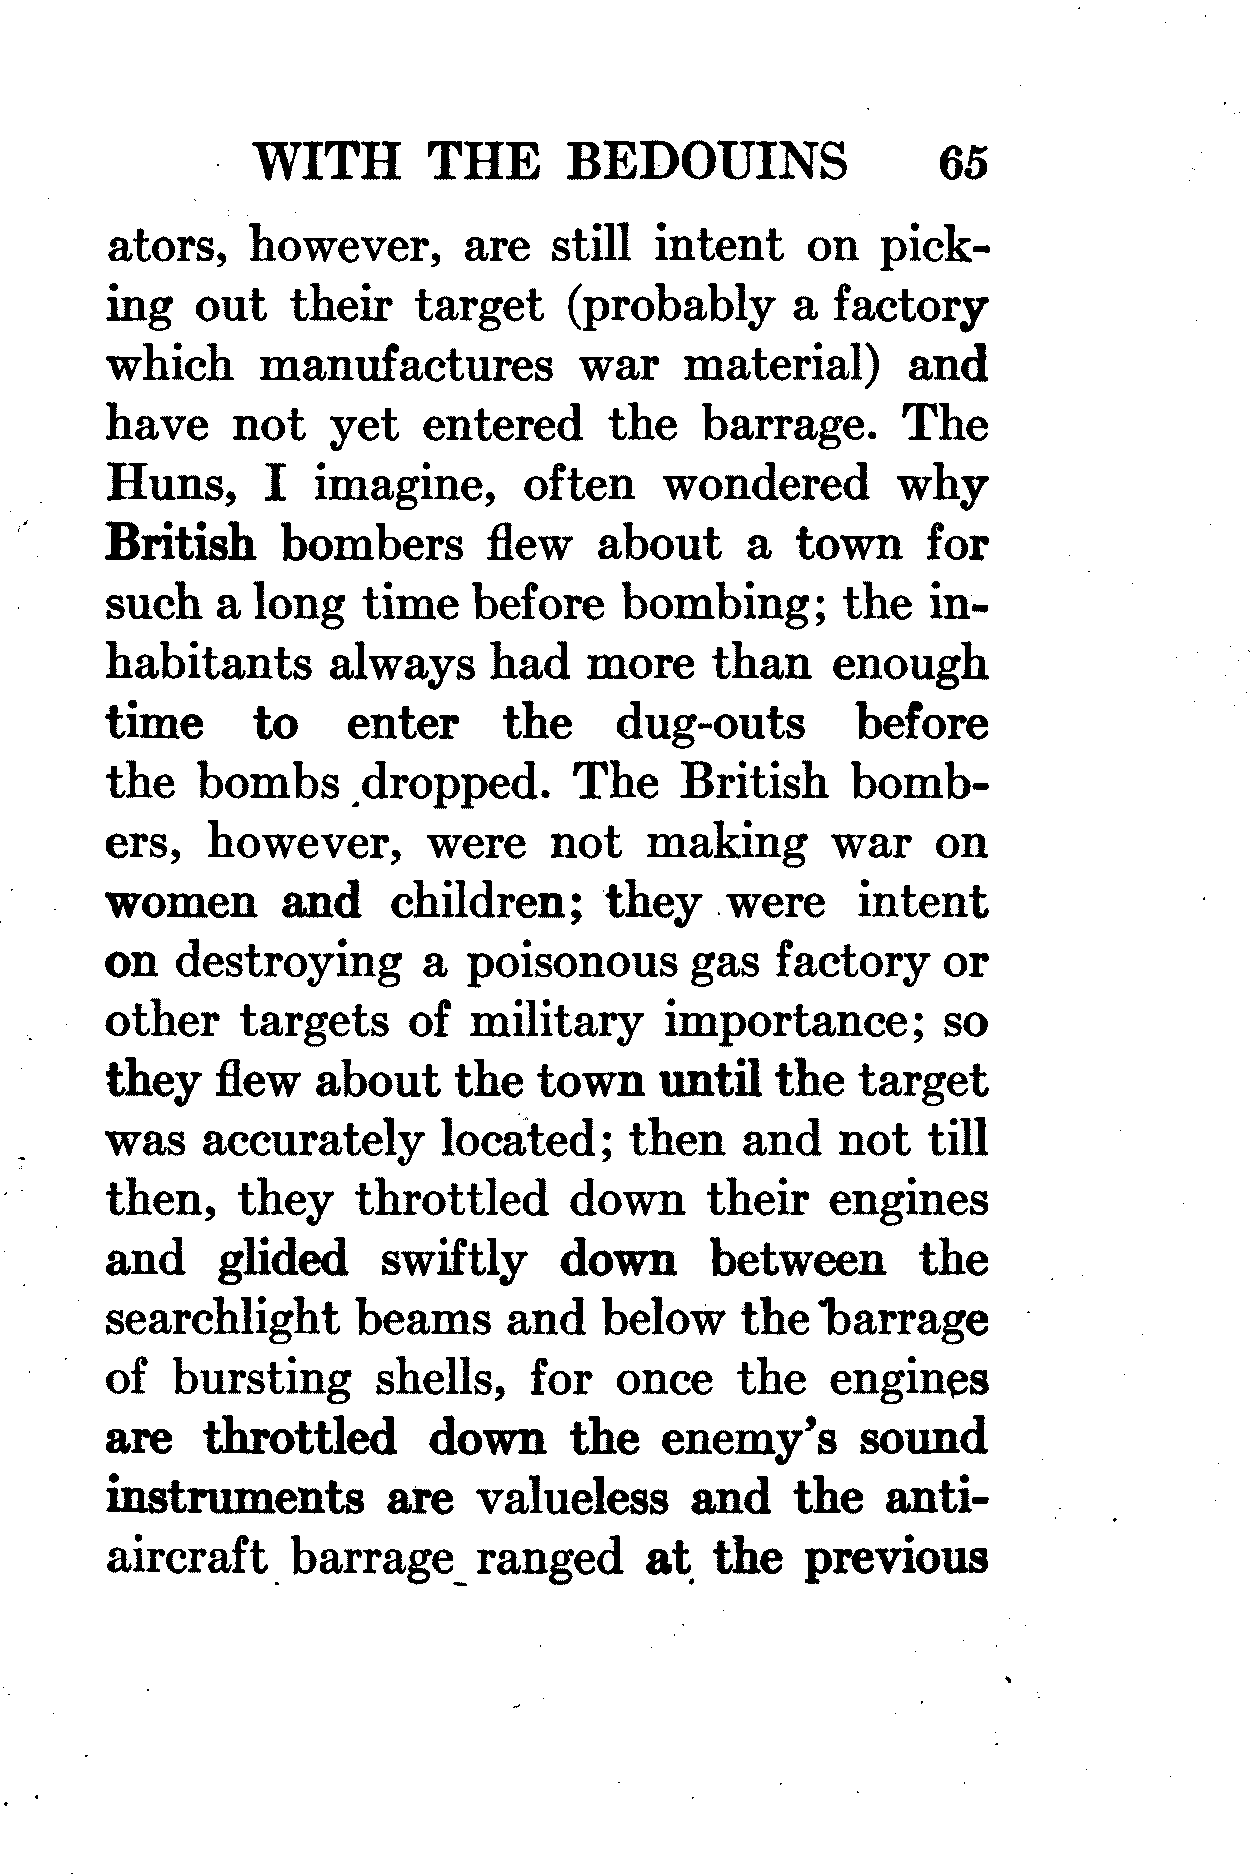 WITH THE BEDOUINS 65
ators, however, are still intent on pick-
ing out their target (probably a factory
which manufactures war material) and
have not yet entered the barrage. The
Huns, I imagine, often wondered why
British bombers flew about a town for
such a long time before bombing; the in-
habitants always had more than enough
time to enter the dug-outs before
the bombs dropped. The British bomb-
ers, however, were not making war on
women and children; they were intent
on destroying a poisonous gas factory or
other targets of military importance; so
they flew about the town until the target
was accurately located; then and not till
then, they throttled down their engines
and glided swiftly down between the
searchlight beams and below the barrage
of bursting shells, for once the engines
are throttled down the enemy's sound
instruments are valueless and the anti-
aircraft barrage ranged at the previous